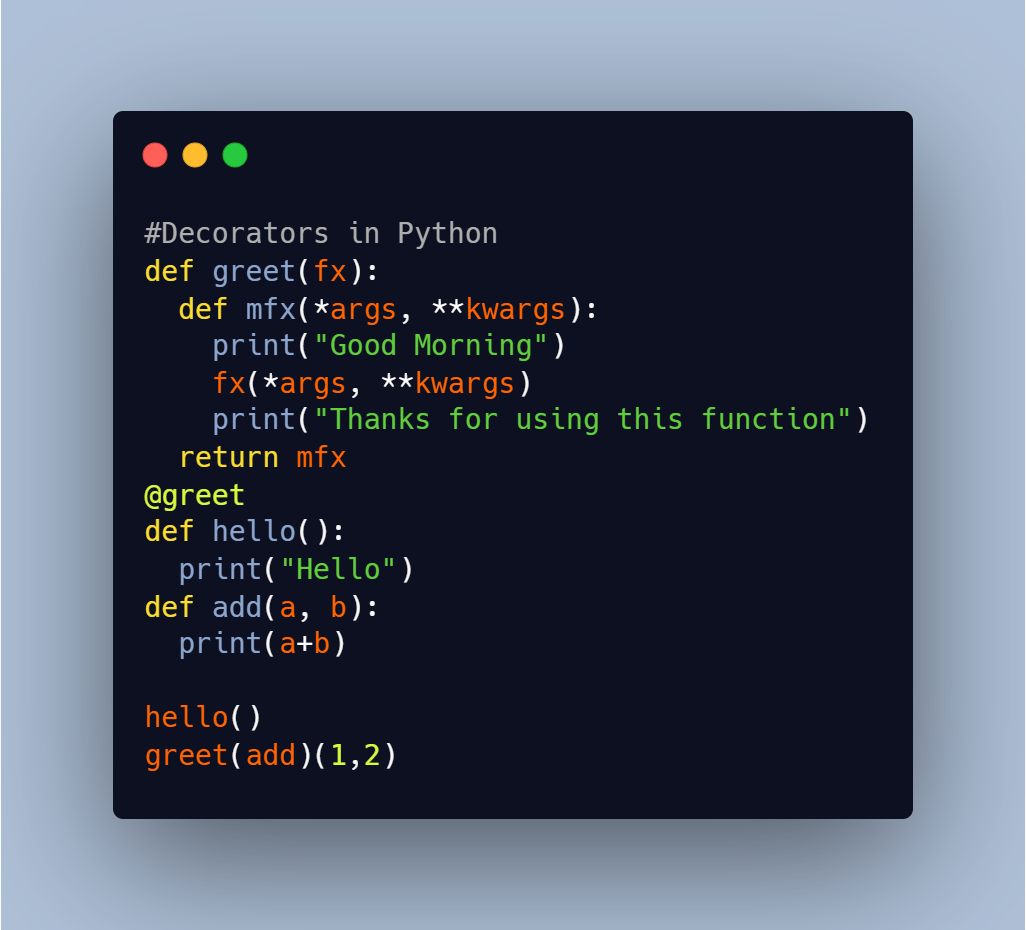 #Decorators in Python
def greet(fx):
  def mfx(*args, **kwargs):
    print("Good Morning")
    fx(*args, **kwargs)
    print("Thanks for using this function")
  return mfx
@greet
def hello():
  print("Hello")
def add(a, b):
  print(a+b)

hello()
greet(add)(1,2)